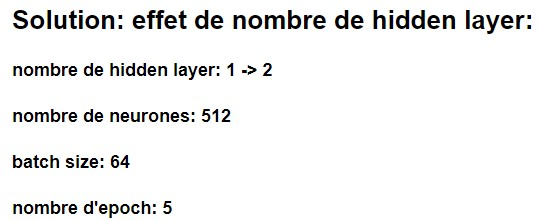 Solution: effet de nombre de hidden layer:
nombre de hidden layer: 1 -> 2
nombre de neurones: 512
batch size: 64
nombre d'epoch: 5